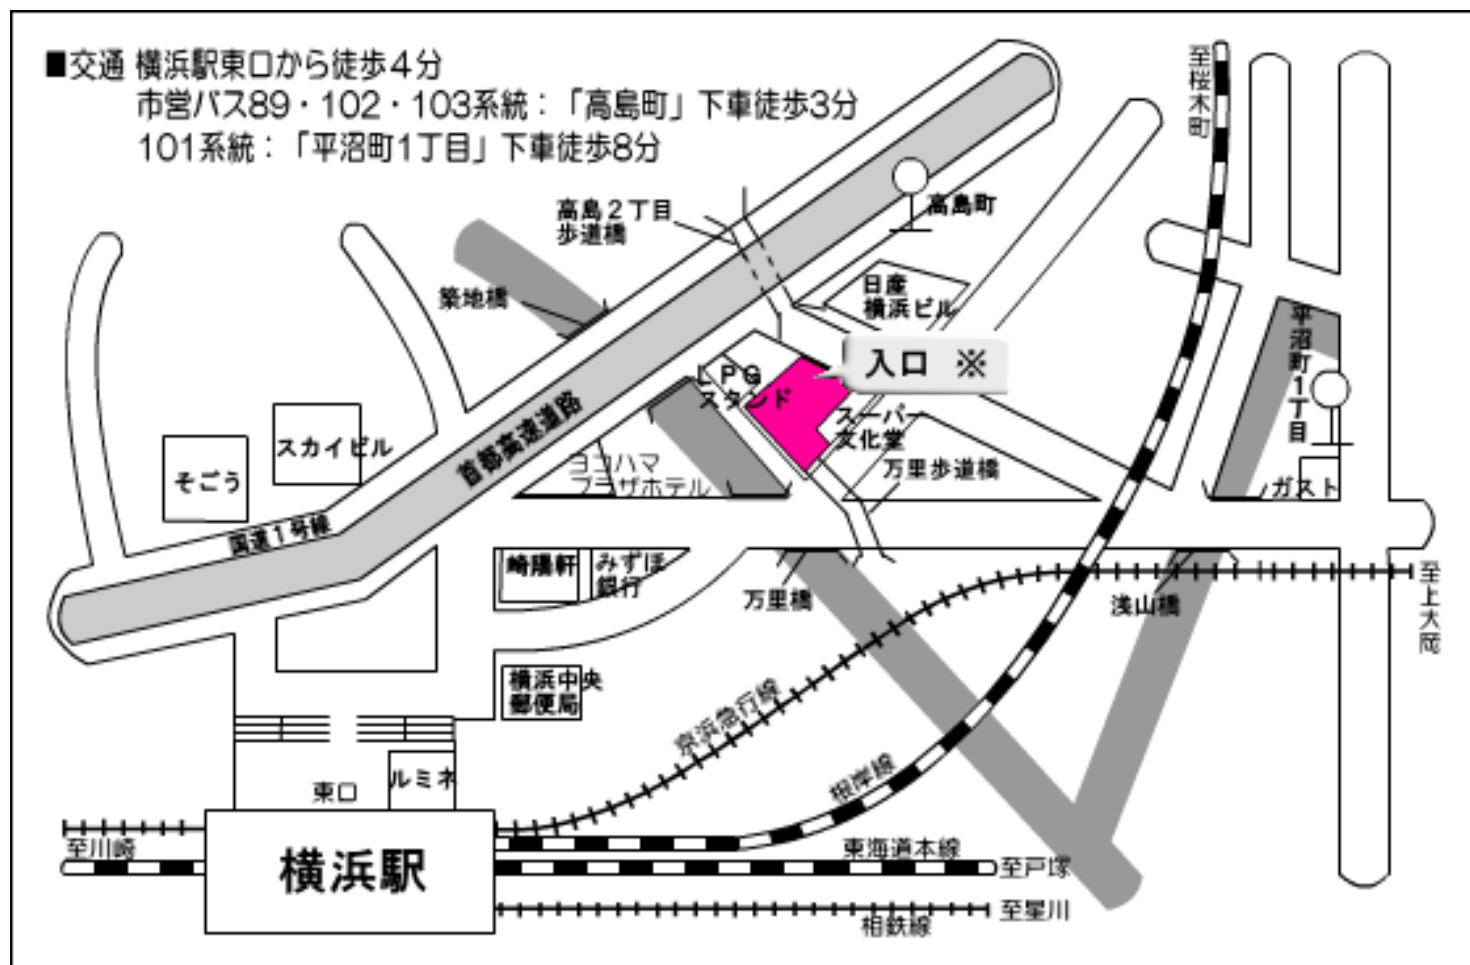 ■交通 横浜駅東口から徒歩4分
市営バス89・102・103系統：「高島町」下車徒歩3分
101系統：「平沼町1丁目」下車徒歩8分
至桜木町
高島2丁目
歩道橋
高島町
築地橋
日産
横浜ビル
平沼町1丁目
入口 ※
LPG
スタンド
スーパー
文化堂
首都高速道路
スカイビル
そごう
ヨコハマ
プラザホテル
万里歩道橋
ガスト
国道1号線
崎陽軒
みずほ
銀行
万里橋
浅山橋
至上大岡
横浜中央
郵便局
京浜急行線
根岸線
ルミネ
東口
至川崎
横浜駅
東海道本線
至戸塚
至星川
相鉄線